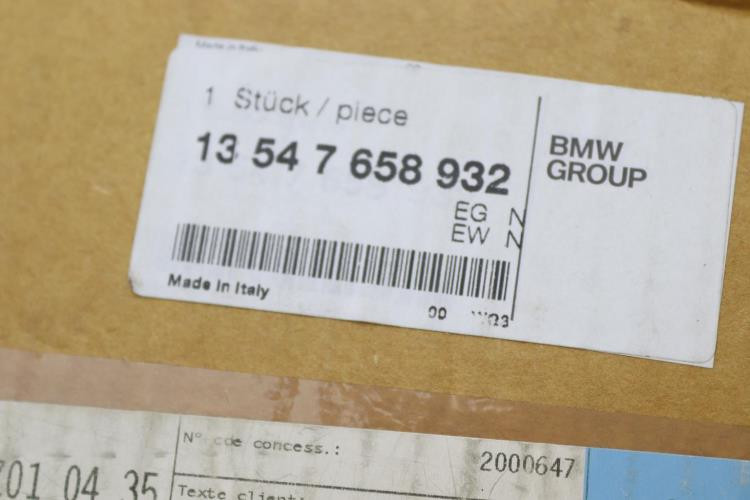 Made in Italy
1 Stück / piece
13 54 7 658 932
BMW
GROUP
EG N
EW N
Made in Italy
00
N° cde concess.:
2000647
01 04 35
Texte client: